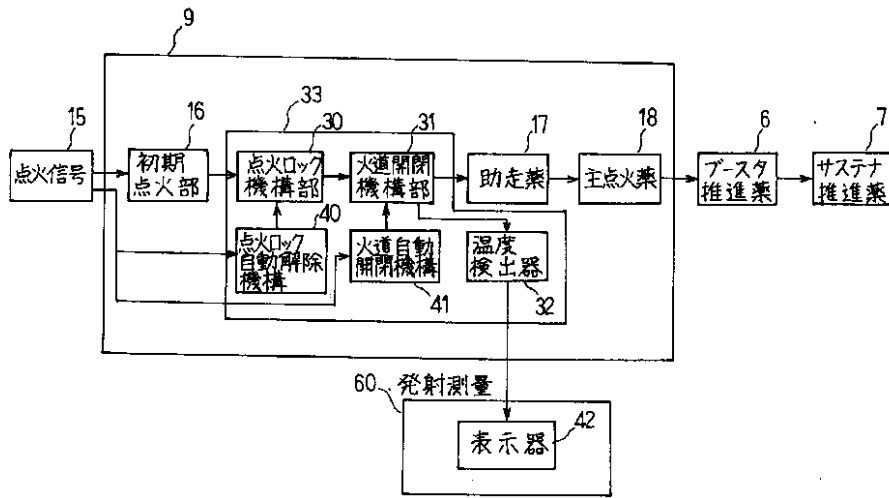 9
15
16
33
30
31
17
18
6
7
点火信号
初期
点火部
点火ロック
機構部
火道開閉
機構部
助走薬
主点火薬
ブースタ
推進薬
サステナ
推進薬
40
点火ロック
自動解除
機構
火道自動
開閉機構
41
温度
検出器
32
60
発射測量
表示器
42